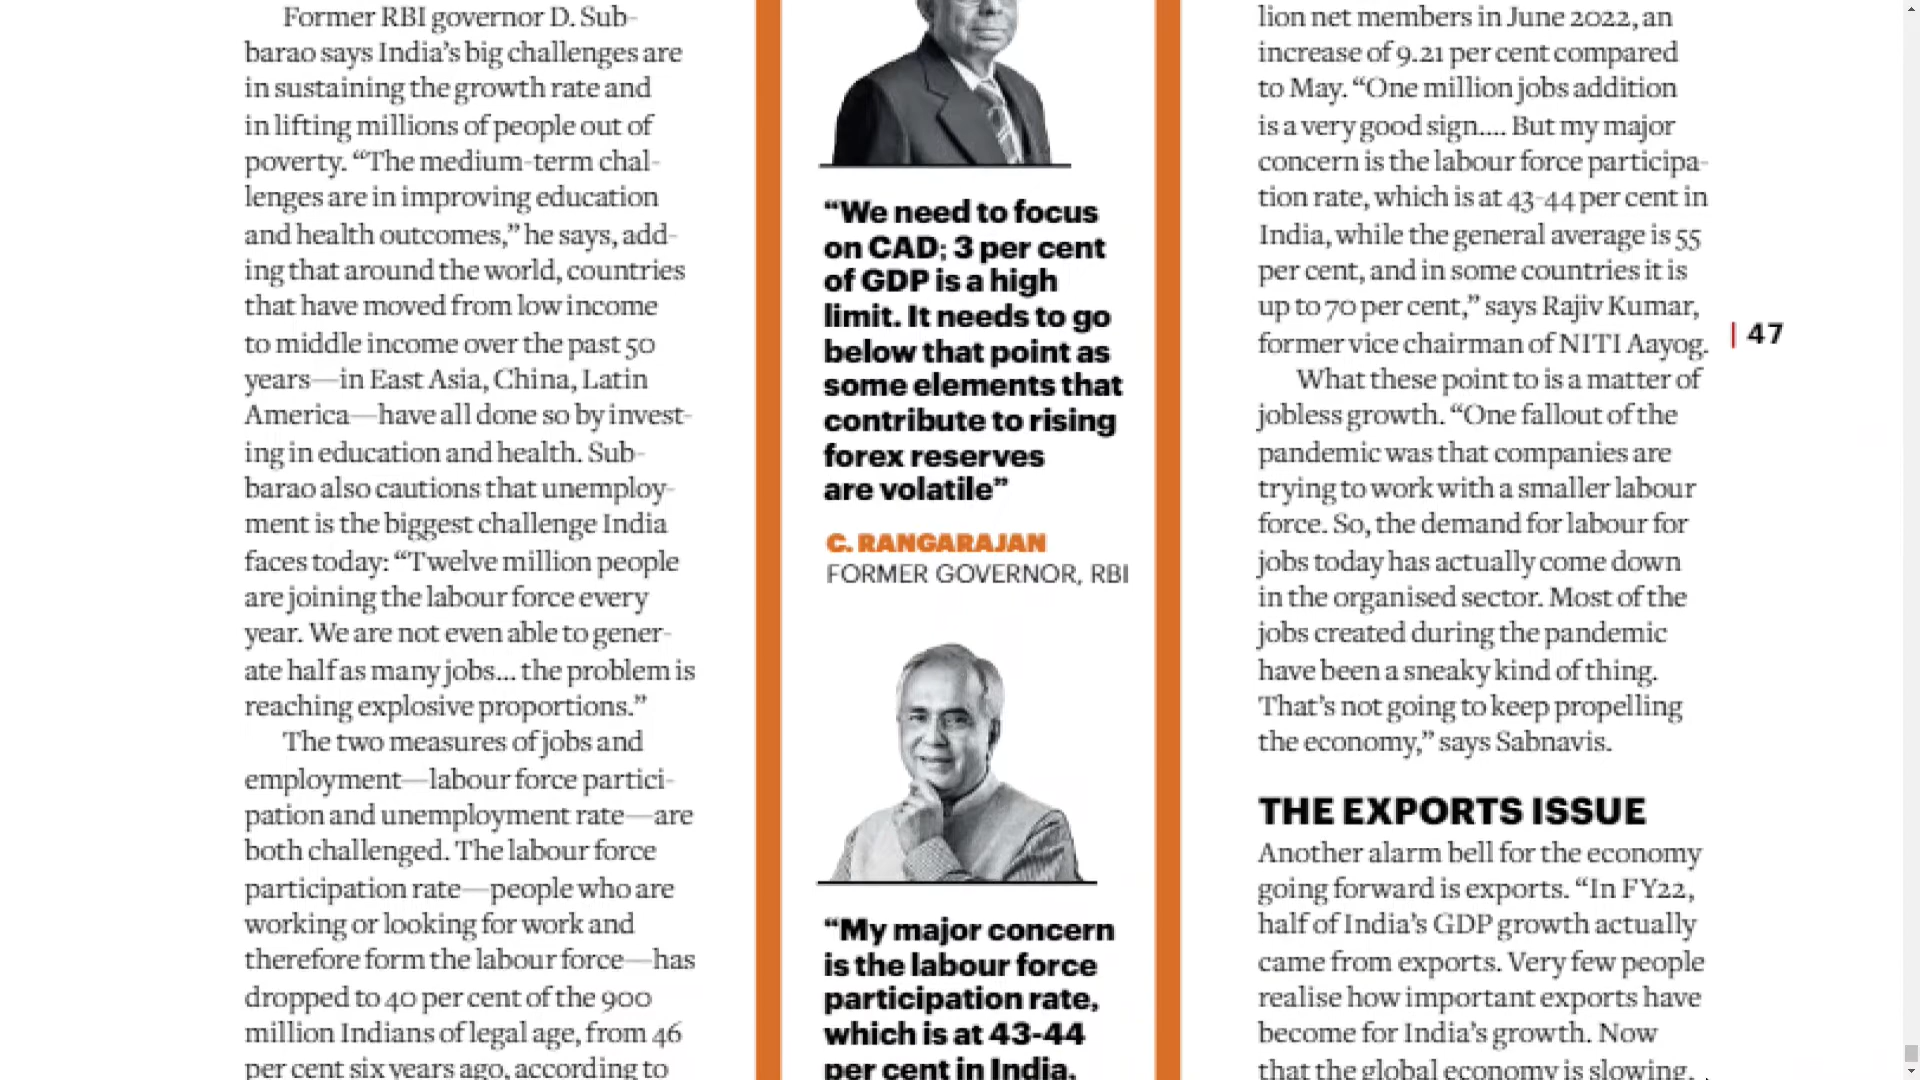 Former RBI governor D. Sub-
barao says India's big challenges are
in sustaining the growth rate and
in lifting millions of people out of
poverty. “The medium-term chal-
lenges are in improving education
and health outcomes,” he says, add-
ing that around the world, countries
that have moved from low income
to middle income over the past 50
years—in East Asia, China, Latin
America—have all done so by invest-
ing in education and health. Sub-
barao also cautions that unemploy-
ment is the biggest challenge India
faces today: “Twelve million people
are joining the labour force every
year. We are not even able to gener-
ate half as many jobs... the problem is
reaching explosive proportions.”
The two measures of jobs and
employment—labour force partici-
pation and unemployment rate—are
both challenged. The labour force
participation rate—people who are
working or looking for work and
therefore form the labour force—has
dropped to 40 per cent of the 900
million Indians of legal age, from 46
per cent six years ago, according to
“We need to focus
on CAD; 3 per cent
of GDP is a high
limit. It needs to go
below that point as
some elements that
contribute to rising
forex reserves
are volatile”
C. RANGARAJAN
FORMER GOVERNOR, RBI
“My major concern
is the labour force
participation rate,
which is at 43-44
per cent in India,
lion net members in June 2022, an
increase of 9.21 per cent compared
to May. “One million jobs addition
is a very good sign.... But my major
concern is the labour force participa-
tion rate, which is at 43-44 per cent in
India, while the general average is 55
per cent, and in some countries it is
up to 70 per cent,” says Rajiv Kumar,
former vice chairman of NITI Aayog.
What these point to is a matter of
jobless growth. “One fallout of the
pandemic was that companies are
trying to work with a smaller labour
force. So, the demand for labour for
jobs today has actually come down
in the organised sector. Most of the
jobs created during the pandemic
have been a sneaky kind of thing.
That's not going to keep propelling
the economy,” says Sabnavis.
THE EXPORTS ISSUE
Another alarm bell for the economy
going forward is exports. “In FY22,
half of India's GDP growth actually
came from exports. Very few people
realise how important exports have
become for India's growth. Now
that the global economy is slowing,
| 47